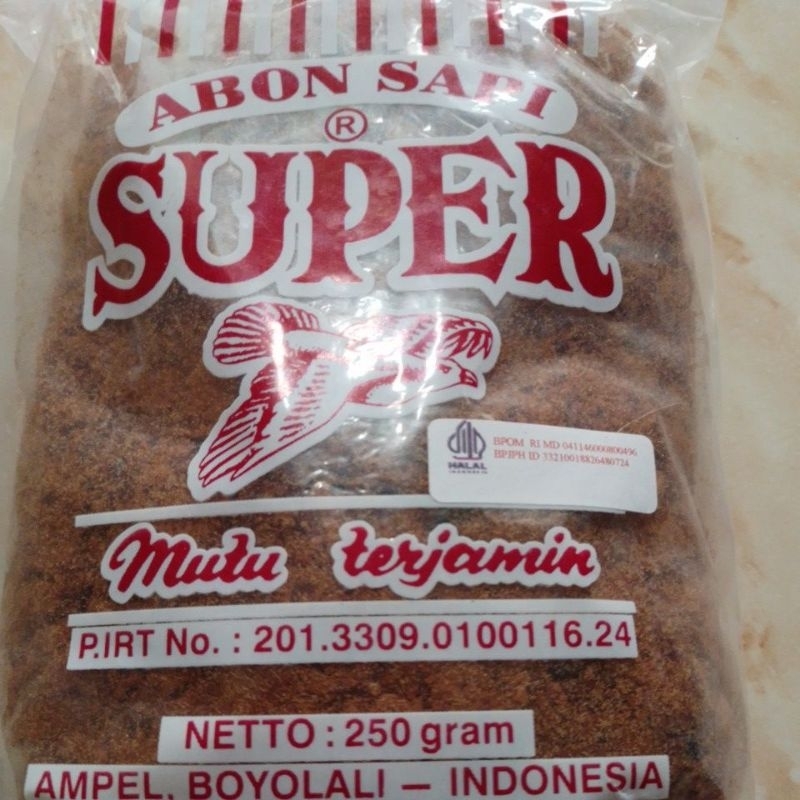 ABON SAPI
®
SUPER
HALAL
INDONESIA
BPOM RI MD 041146000800496
BPJPH ID 33210018826480724
Mutu terjamin
P.IRT No. : 201.3309.0100116.24
NETTO : 250 gram
AMPEL, BOYOLALI — INDONESIA